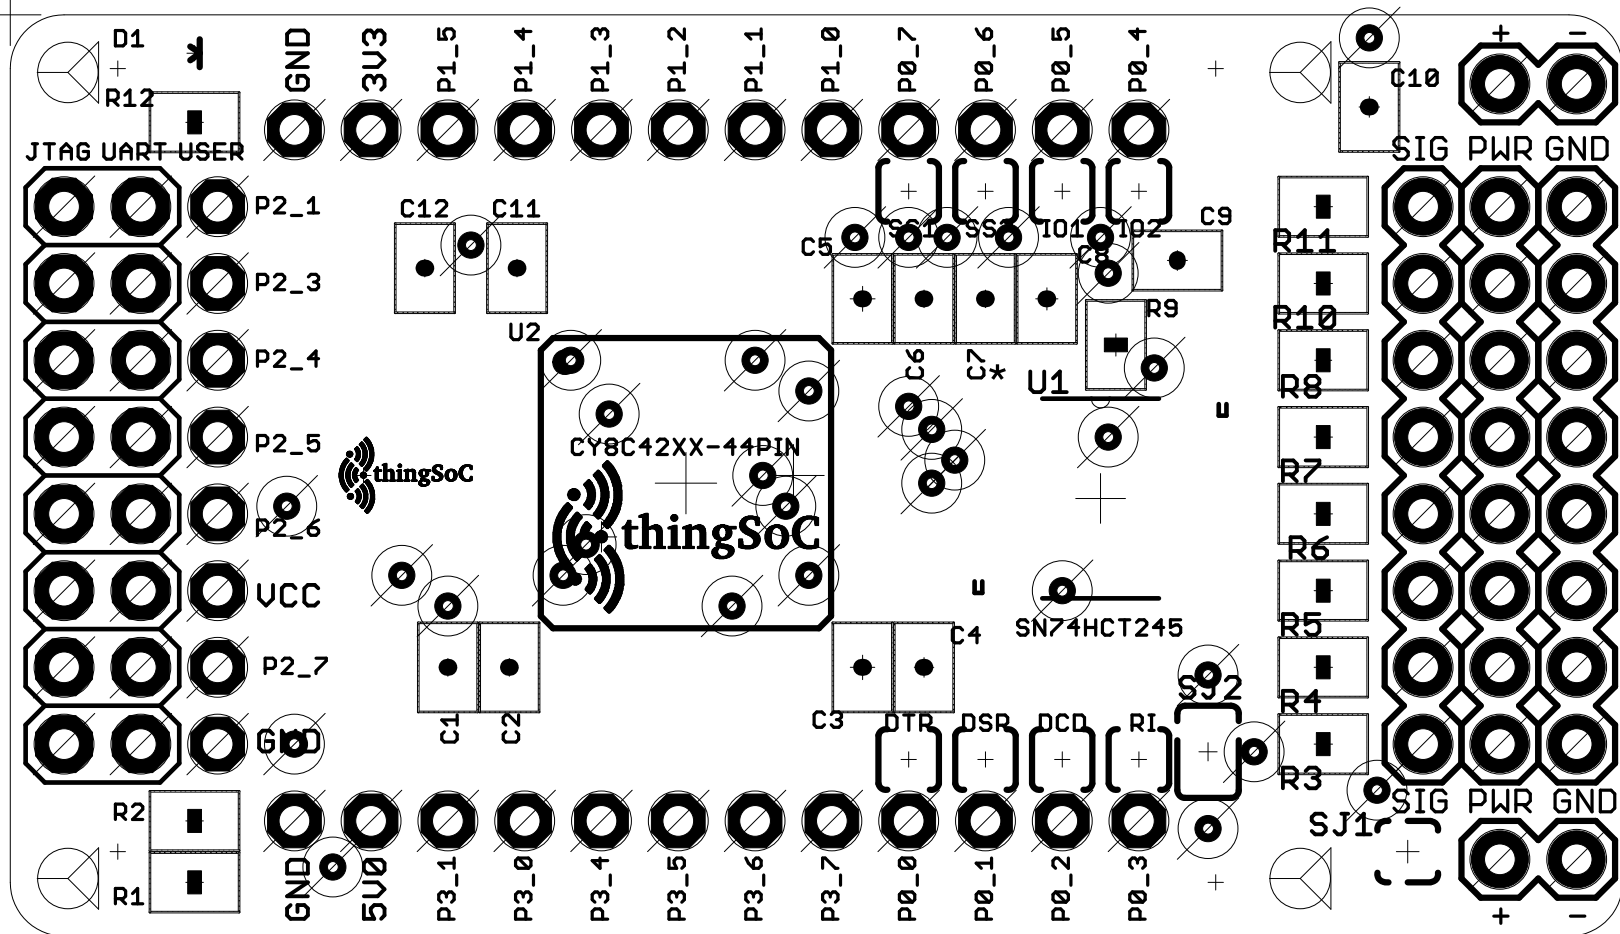 D1
GND 3V3 P1_5 P1_4 P1_3 P1_2 P1_1 P1_0 P0_7 P0_6 P0_5 P0_4
+ -
C10
R12
JTAG UART USER
SIG PWR GND
P2_1
C12 C11
C9
C5 SS1 SS2 IO1 IO2
R11
C8
P2_3
R9
R10
U2
P2_4
C6 C7 *
U1
R8
P2_5
CY8C42XX-44PIN
thingSoC
R7
P2_6
thingSoC
R6
VCC
SN74HCT245
R5
C4
P2_7
SJ2
R4
C1 C2
C3 DTR DSR DCD RI
GND
R3
R2
SIG PWR GND
SJ1
R1
GND 5V0 P3_1 P3_0 P3_4 P3_5 P3_6 P3_7 P0_0 P0_1 P0_2 P0_3
+ -